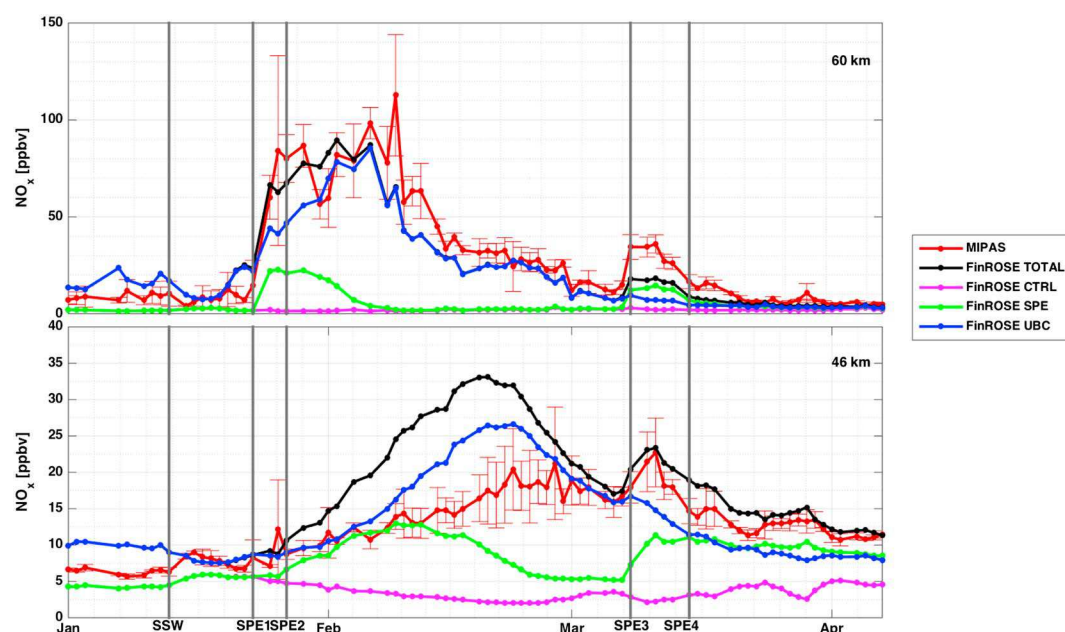 150
60 km
100
NOx [ppbv]
50
0
MIPAS
FinROSE TOTAL
FinROSE CTRL
FinROSE SPE
FinROSE UBC
40
46 km
35
30
25
NOx [ppbv]
20
15
10
5
0
Jan SSW SPE1 SPE2 Feb Mar SPE3 SPE4 Apr